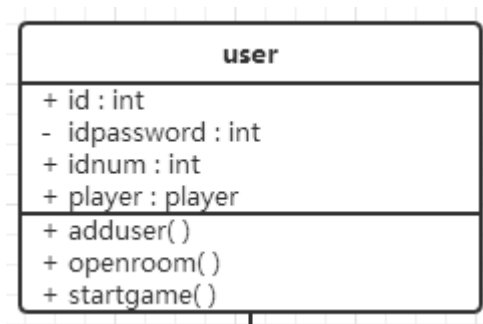 user
+ id : int
- idpassword : int
+ idnum : int
+ player : player
+ adduser( )
+ openroom( )
+ startgame( )